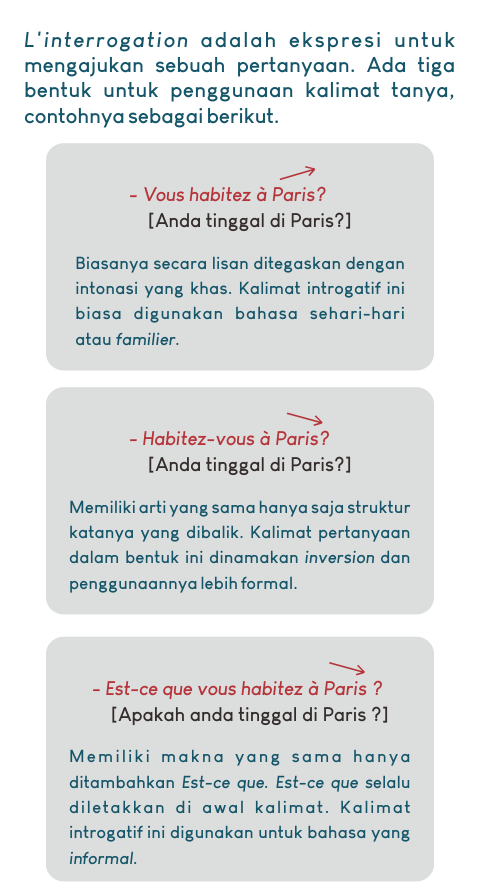 L'interrogation adalah ekspresi untuk
mengajukan sebuah pertanyaan. Ada tiga
bentuk untuk penggunaan kalimat tanya,
contohnya sebagai berikut.
- Vous habitez à Paris?
[Anda tinggal di Paris?]
Biasanya secara lisan ditegaskan dengan
intonasi yang khas. Kalimat introgatif ini
biasa digunakan bahasa sehari-hari
atau familier.
- Habitez-vous à Paris?
[Anda tinggal di Paris?]
Memiliki arti yang sama hanya saja struktur
katanya yang dibalik. Kalimat pertanyaan
dalam bentuk ini dinamakan inversion dan
penggunaannya lebih formal.
- Est-ce que vous habitez à Paris ?
[Apakah anda tinggal di Paris ?]
Memiliki makna yang sama hanya
ditambahkan Est-ce que. Est-ce que selalu
diletakkan di awal kalimat. Kalimat
introgatif ini digunakan untuk bahasa yang
informal.